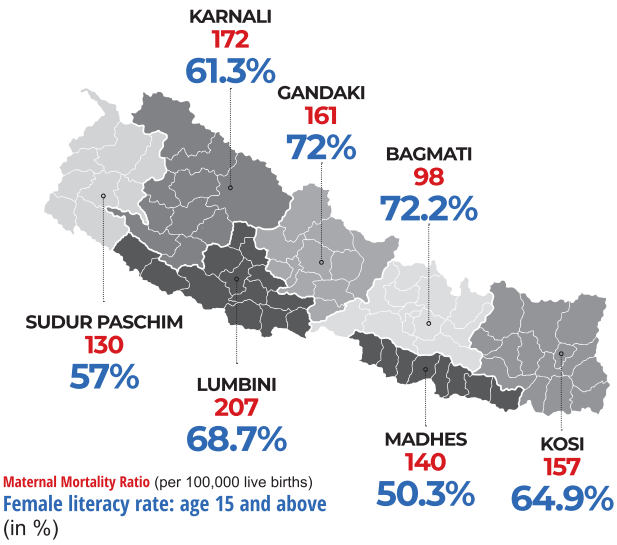 KARNALI
172
61.3%
GANDAKI
161
72%
BAGMATI
98
72.2%
SUDUR PASCHIM
130
57%
LUMBINI
207
68.7%
MADHES
140
50.3%
KOSI
157
64.9%
Maternal Mortality Ratio (per 100,000 live births)
Female literacy rate: age 15 and above
(in %)